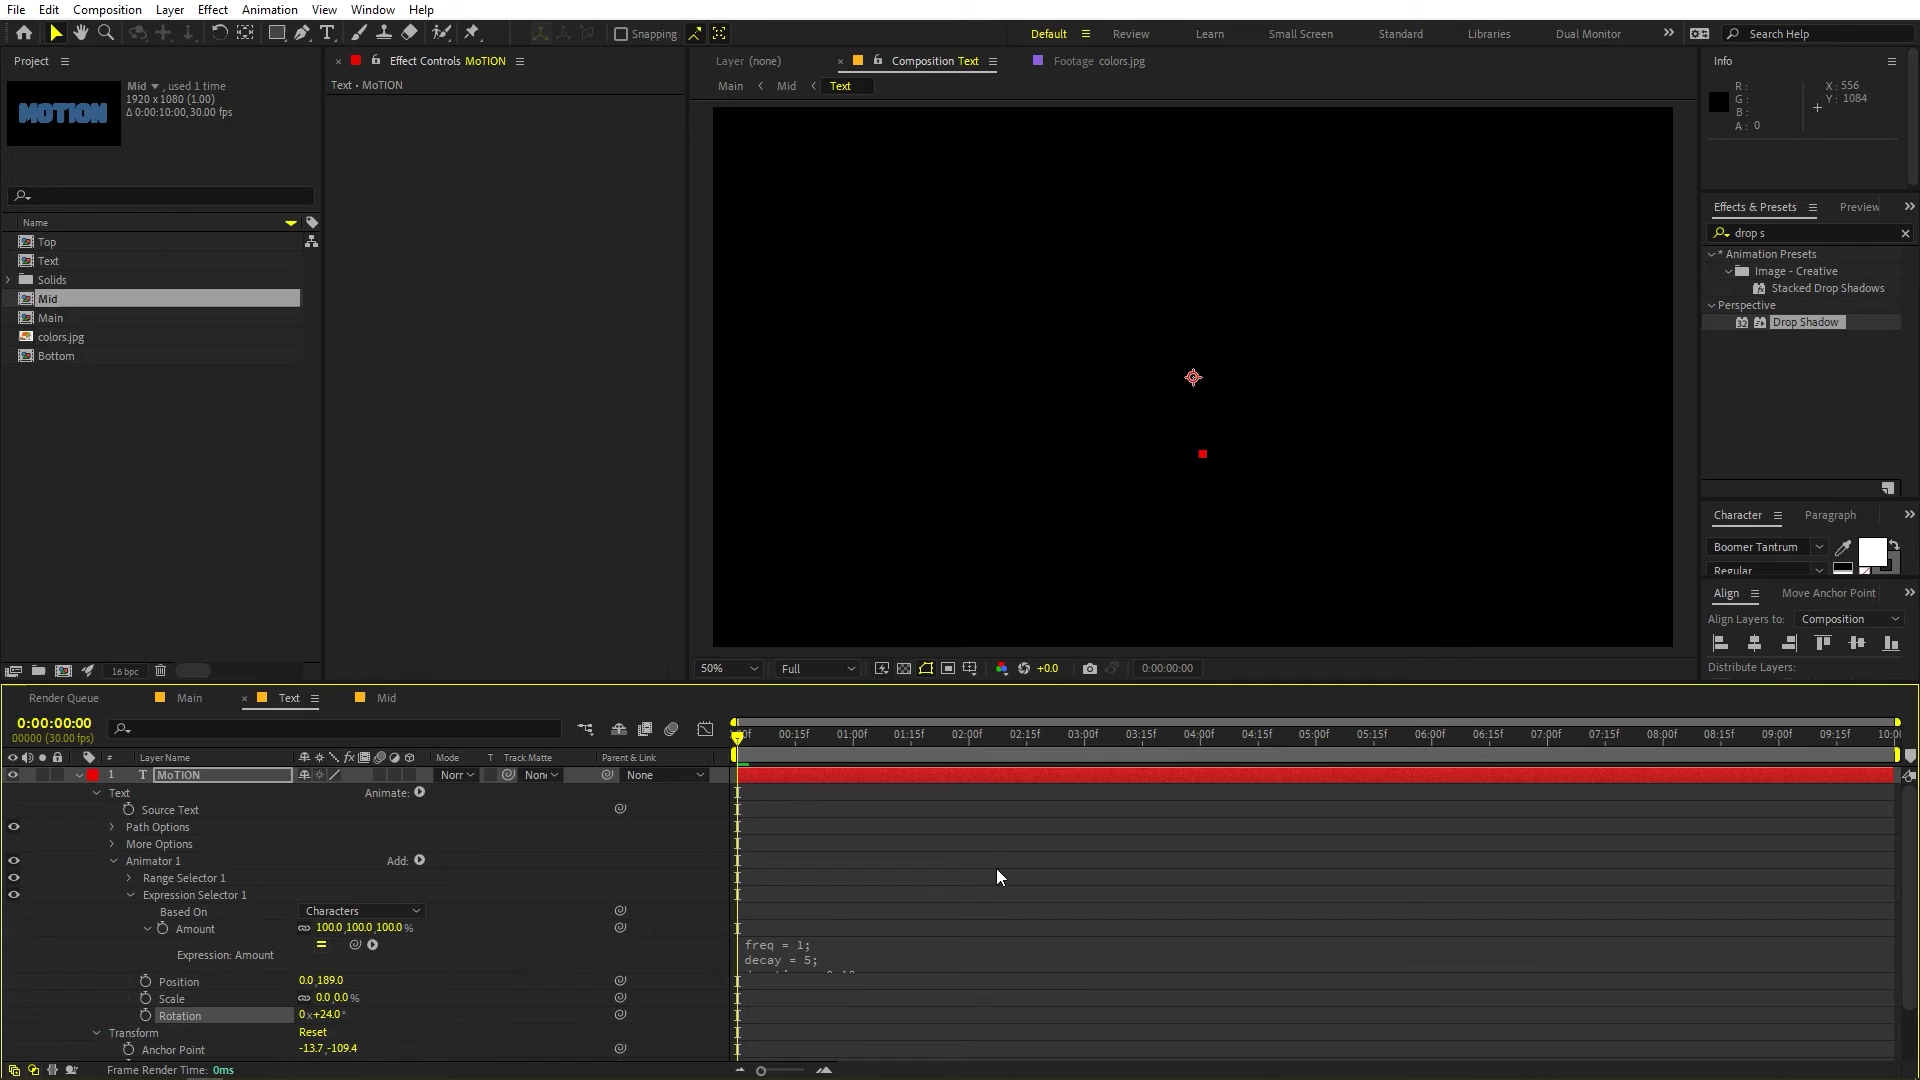 File Edit Composition Layer Effect Animation View Window Help
Snapping
Default Review Learn Small Screen Standard Libraries Dual Monitor Search Help
Project
Mid , used 1 time
1920 x 1080 (1.00)
Δ 0:00:10:00, 30.00 fps
MOTION
Name
Top
Text
Solids
Mid
Main
colors.jpg
Bottom
16 bpc
Effect Controls MoTION
Text • MoTION
Layer (none) Composition Text Footage colors.jpg
Main Mid Text
50% Full +0.0 0:00:00:00
Info
R :
G :
B :
A : 0
X : 556
Y : 1084
Effects & Presets Preview
drop s
* Animation Presets
Image - Creative
Stacked Drop Shadows
Perspective
32 Drop Shadow
Character Paragraph
Boomer Tantrum
Regular
Align Move Anchor Point
Align Layers to: Composition
Distribute Layers:
Render Queue Main Text Mid
0:00:00:00
00000 (30.00 fps)
00:15f 01:00f 01:15f 02:00f 02:15f 03:00f 03:15f 04:00f 04:15f 05:00f 05:15f 06:00f 06:15f 07:00f 07:15f 08:00f 08:15f 09:00f 09:15f 10:00
# Layer Name fx Mode T Track Matte Parent & Link
1 T MoTION Norr None None
Text Animate:
Source Text
Path Options
More Options
Animator 1 Add:
Range Selector 1
Expression Selector 1
Based On Characters
Amount 100.0,100.0,100.0%
Expression: Amount
freq = 1;
decay = 5;
Position 0.0,189.0
Scale 0.0,0.0%
Rotation 0x+24.0°
Transform Reset
Anchor Point -13.7,-109.4
Frame Render Time: 0ms